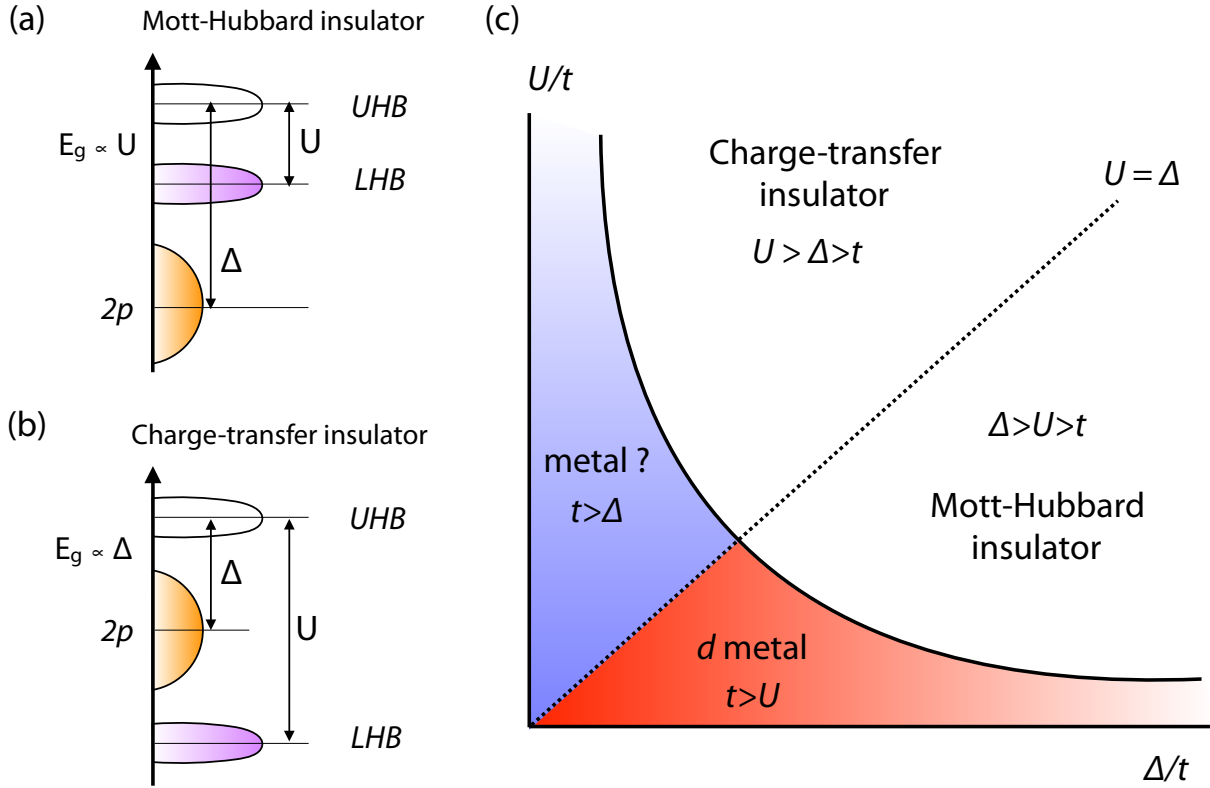 (a)
Mott-Hubbard insulator
UHB
E_g ∝ U
U
LHB
Δ
2p
(b)
Charge-transfer insulator
UHB
E_g ∝ Δ
Δ
2p
U
LHB
(c)
U/t
Charge-transfer
insulator
U = Δ
U > Δ>t
Δ>U>t
metal ?
t>Δ
Mott-Hubbard
insulator
d metal
t>U
Δ/t